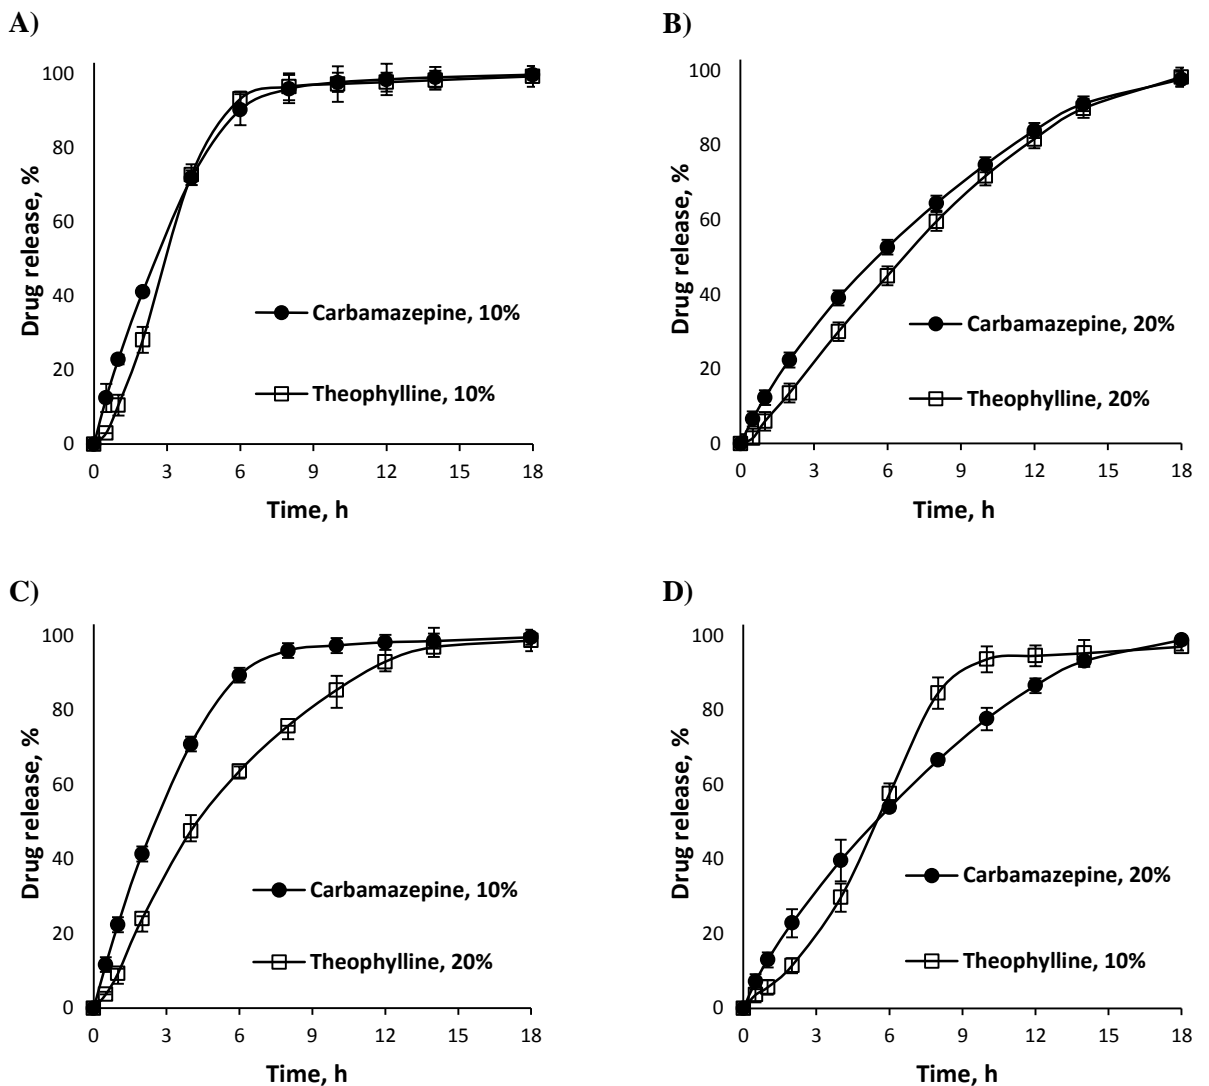 A)
Drug release, %
100
80
60
40
20
0
0 3 6 9 12 15 18
Time, h
Carbamazepine, 10%
Theophylline, 10%
B)
Drug release, %
100
80
60
40
20
0
0 3 6 9 12 15 18
Time, h
Carbamazepine, 20%
Theophylline, 20%
C)
Drug release, %
100
80
60
40
20
0
0 3 6 9 12 15 18
Time, h
Carbamazepine, 10%
Theophylline, 20%
D)
Drug release, %
100
80
60
40
20
0
0 3 6 9 12 15 18
Time, h
Carbamazepine, 20%
Theophylline, 10%